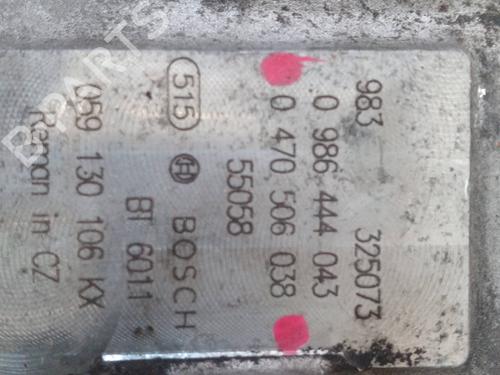 983 325073
0 986 444 043
0 470 506 038
55058
515 BOSCH
BT 6011
059 130 106 KX
Reman in CZ
B-PARTS